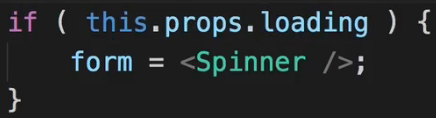 if ( this.props.loading ) {
    form = <Spinner />;
}